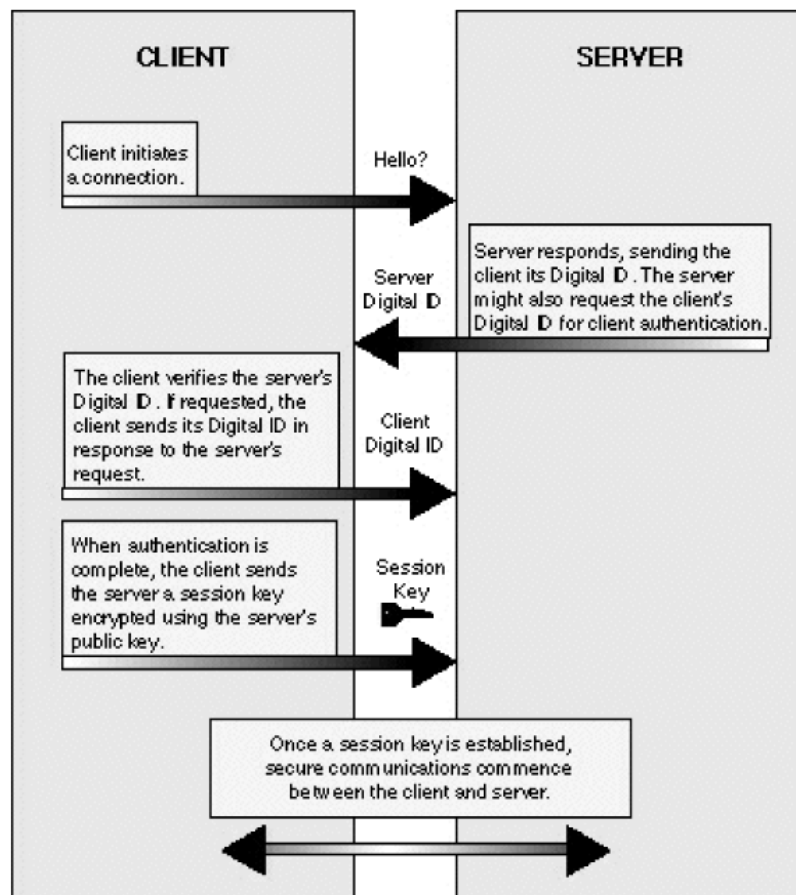 CLIENT
SERVER
Client initiates
a connection.
Hello?
Server responds, sending the
client its Digital ID. The server
might also request the client's
Digital ID for client authentication.
Server
Digital ID
The client verifies the server's
Digital ID. If requested, the
client sends its Digital ID in
response to the server's
request.
Client
Digital ID
When authentication is
complete, the client sends
the server a session key
encrypted using the server's
public key.
Session
Key
Once a session key is established,
secure communications commence
between the client and server.